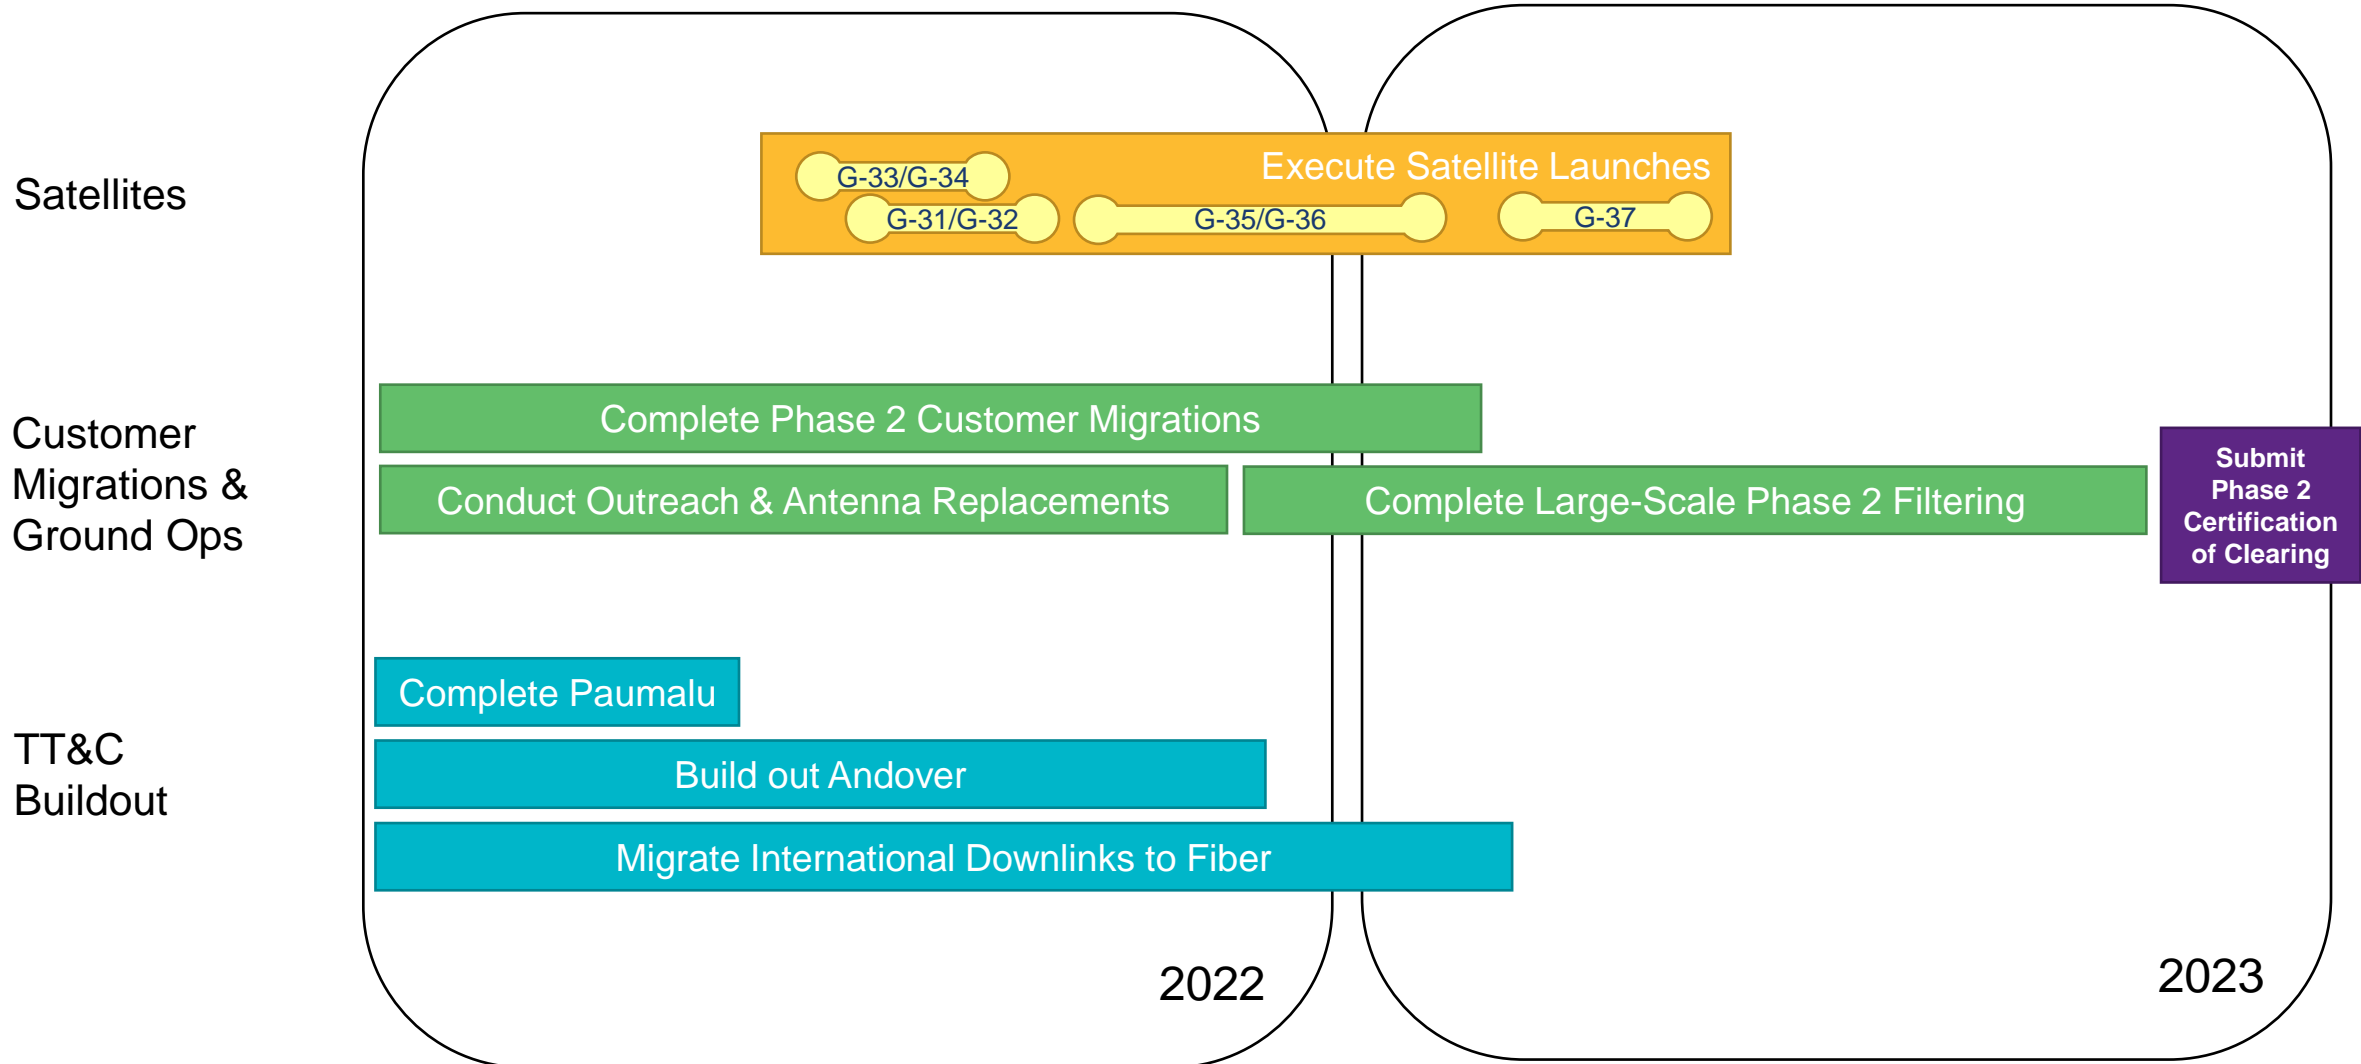 Satellites
Execute Satellite Launches
G-33/G-34
G-31/G-32
G-35/G-36
G-37
Customer
Migrations &
Ground Ops
Complete Phase 2 Customer Migrations
Conduct Outreach & Antenna Replacements
Complete Large-Scale Phase 2 Filtering
Submit
Phase 2
Certification
of Clearing
TT&C
Buildout
Complete Paumalu
Build out Andover
Migrate International Downlinks to Fiber
2022
2023